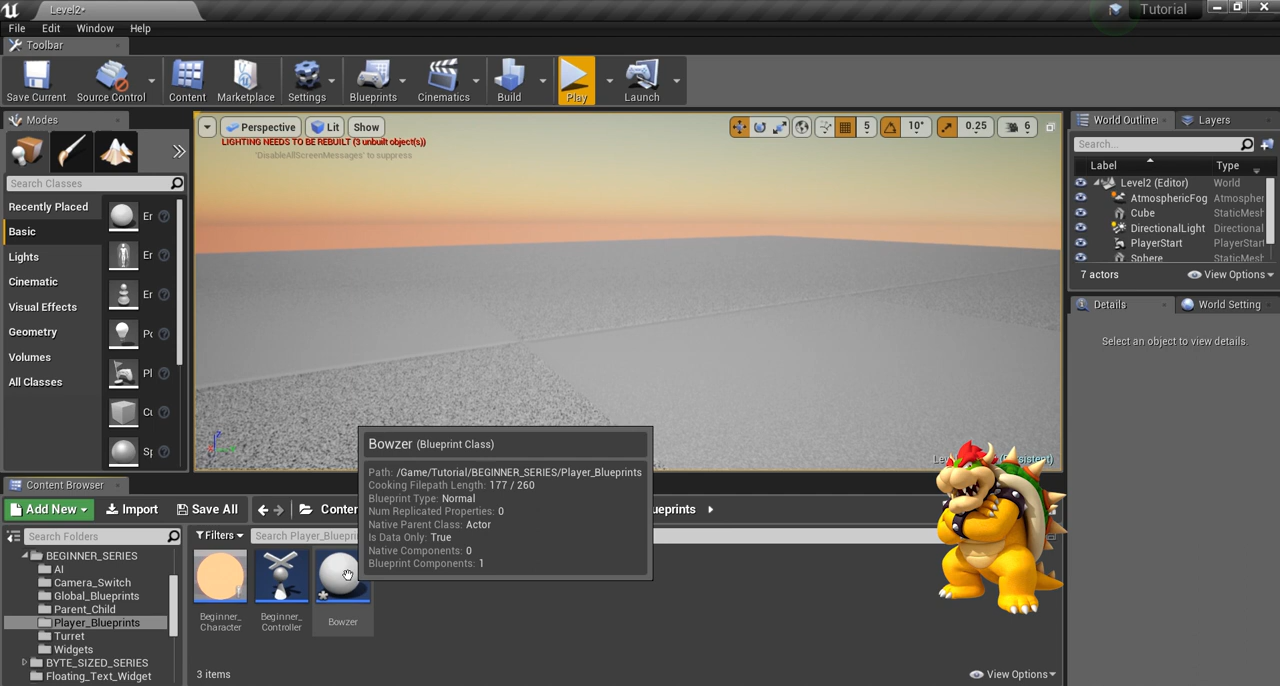 Level2*
Tutorial
File Edit Window Help
Toolbar
Save Current Source Control Content Marketplace Settings Blueprints Cinematics Build Play Launch
Modes
Search Classes
Recently Placed
Basic
Lights
Cinematic
Visual Effects
Geometry
Volumes
All Classes
Perspective Lit Show
5 10° 0.25 6
LIGHTING NEEDS TO BE REBUILT (3 unbuilt object(s))
'DisableAllScreenMessages' to suppress
World Outline Layers
Search...
Label Type
Level2 (Editor) World
AtmosphericFog Atmospher
Cube StaticMesh
DirectionalLight Directional
PlayerStart PlayerStart
Sphere StaticMesh
7 actors View Options
Details World Setting
Select an object to view details.
Bowzer (Blueprint Class)
Path: /Game/Tutorial/BEGINNER_SERIES/Player_Blueprints
Cooking Filepath Length: 177 / 260
Blueprint Type: Normal
Num Replicated Properties: 0
Native Parent Class: Actor
Is Data Only: True
Native Components: 0
Blueprint Components: 1
Content Browser
Add New Import Save All Conter ueprints
Search Folders
Filters Search Player_Bluepri
BEGINNER_SERIES
AI
Camera_Switch
Global_Blueprints
Parent_Child
Player_Blueprints
Turret
Widgets
BYTE_SIZED_SERIES
Floating_Text_Widget
Beginner_
Character
Beginner_
Controller
Bowzer
3 items View Options